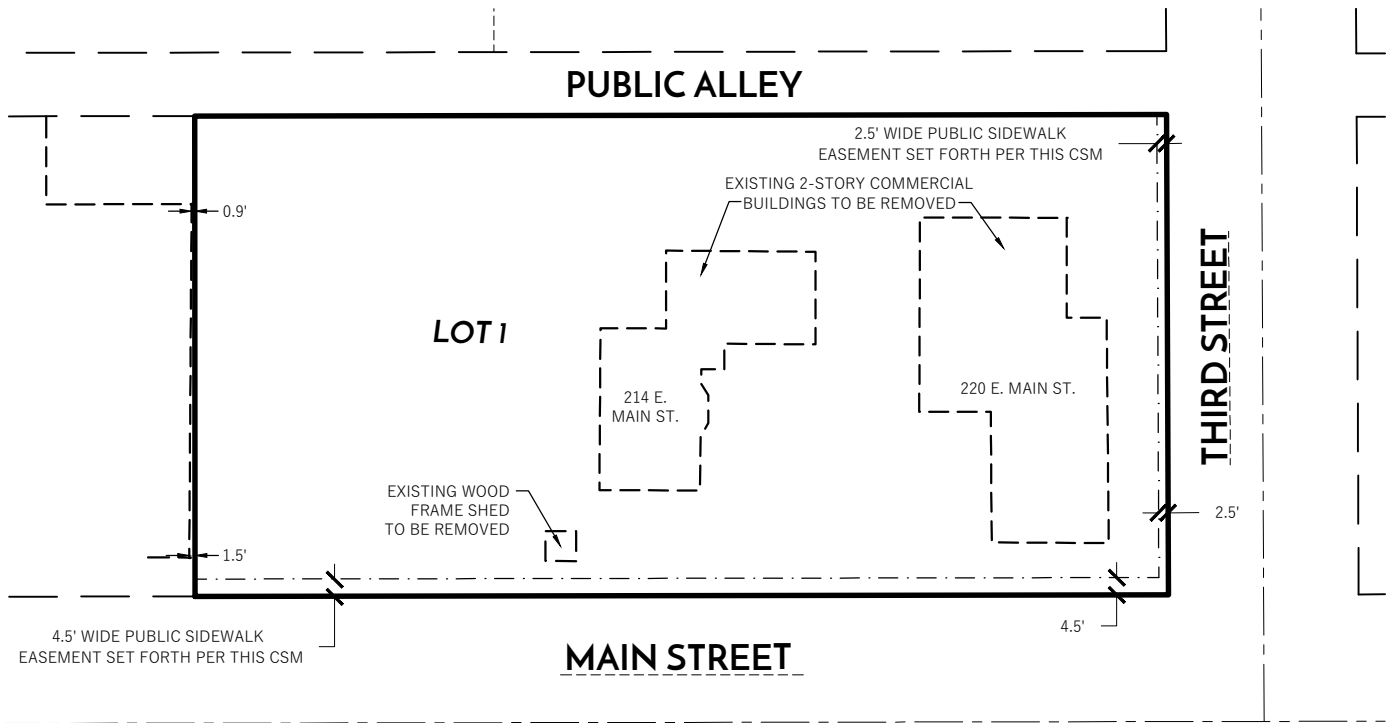 PUBLIC ALLEY
2.5' WIDE PUBLIC SIDEWALK
EASEMENT SET FORTH PER THIS CSM
EXISTING 2-STORY COMMERCIAL
BUILDINGS TO BE REMOVED
0.9'
LOT 1
THIRD STREET
214 E.
MAIN ST.
220 E. MAIN ST.
EXISTING WOOD
FRAME SHED
TO BE REMOVED
2.5'
1.5'
4.5' WIDE PUBLIC SIDEWALK
EASEMENT SET FORTH PER THIS CSM
4.5'
MAIN STREET